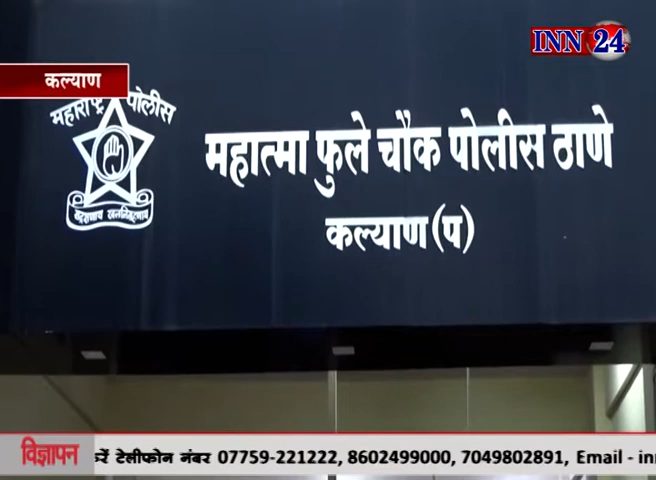 INN 24
कल्याण
महाराष्ट्र पोलीस
महात्मा फुले चौक पोलीस ठाणे
कल्याण (प)
सद्रक्षणाय खलनिग्रहणाय
विज्ञापन
करें टेलीफोन नंबर 07759-221222, 8602499000, 7049802891, Email - in